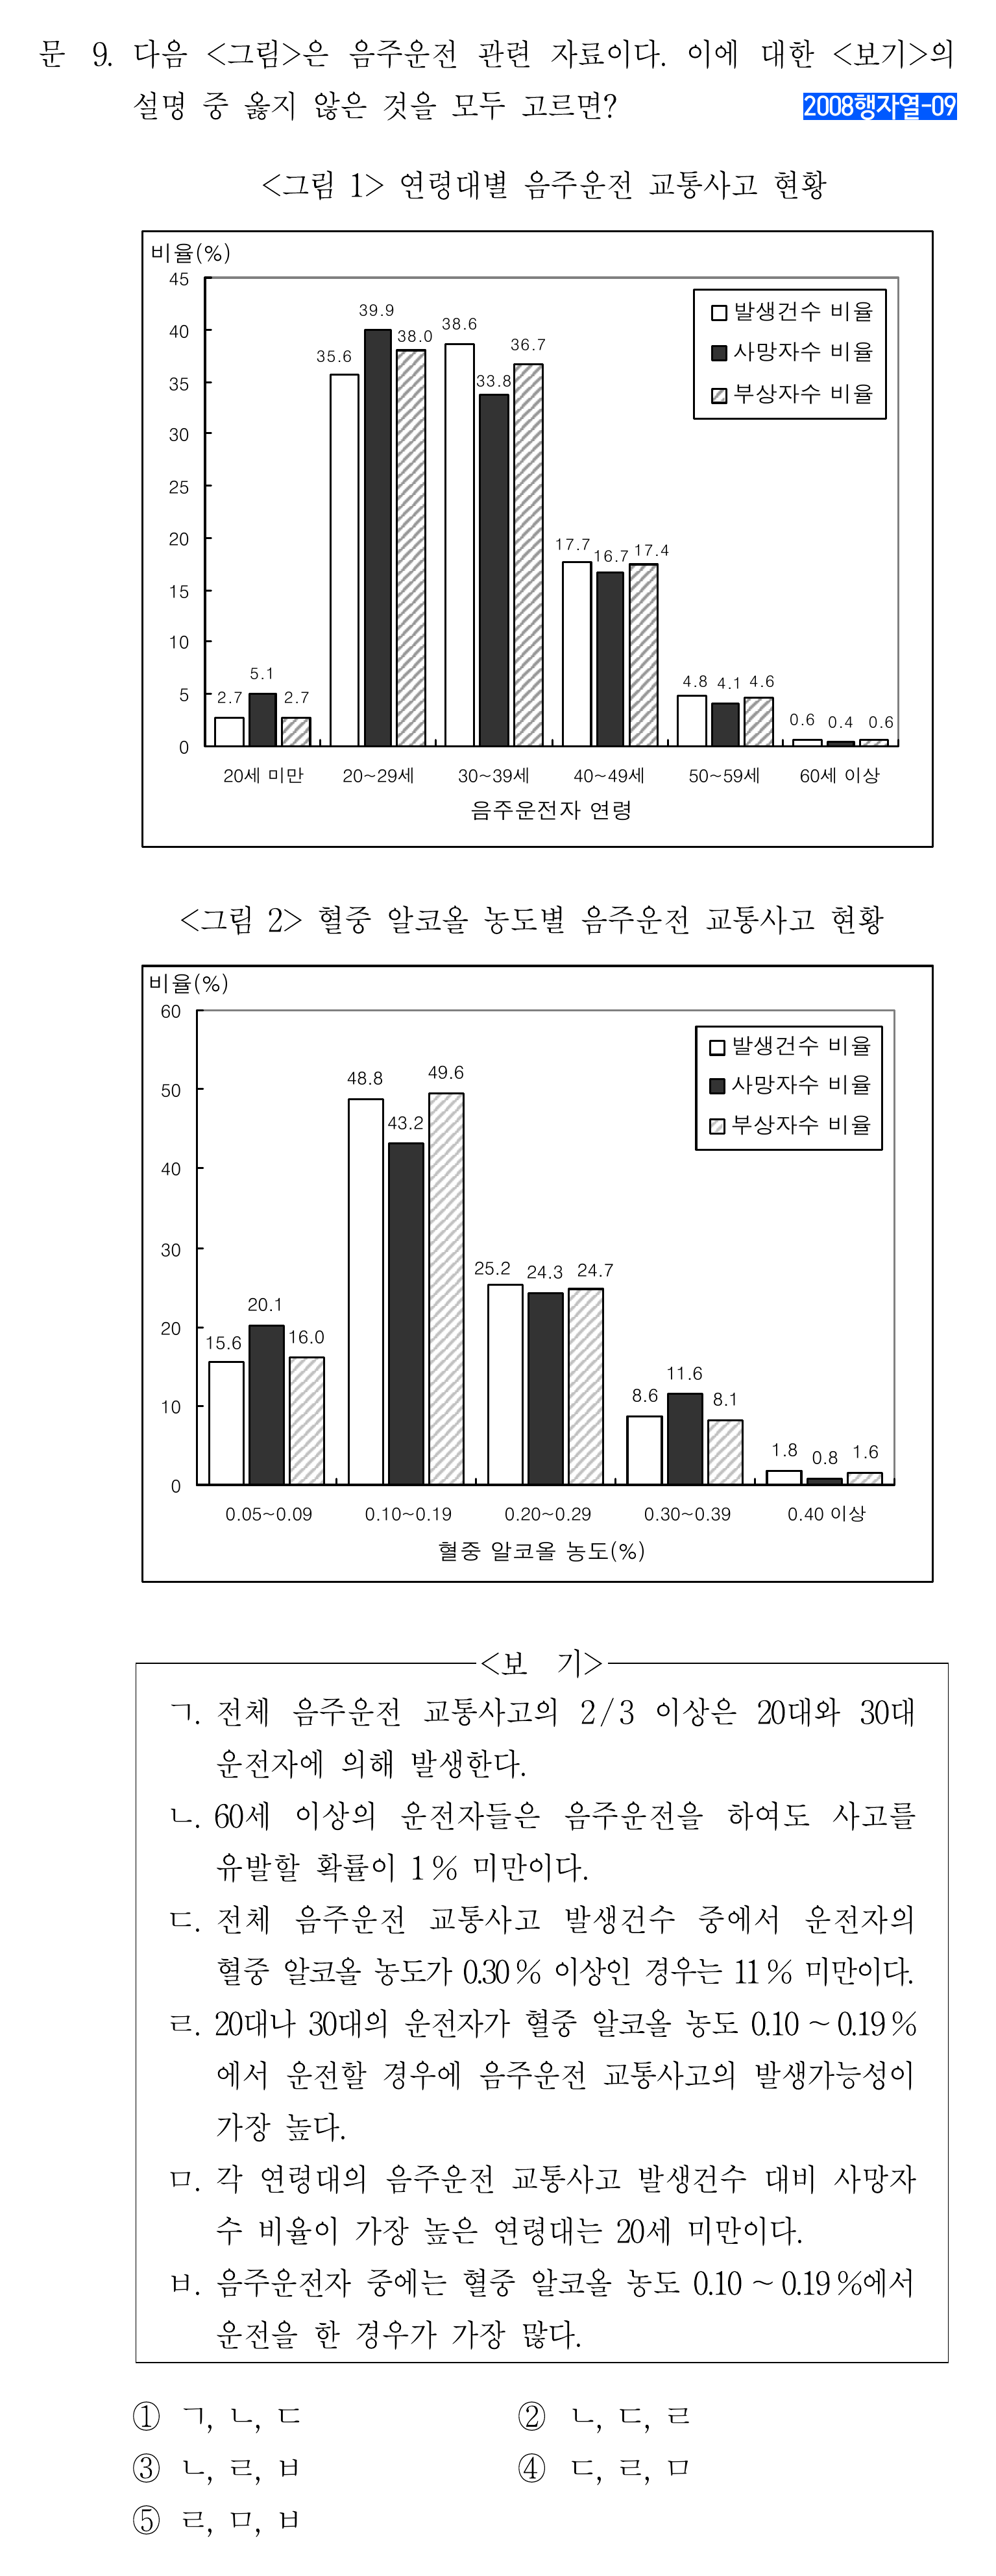 문 9. 다음 <그림>은 음주운전 관련 자료이다. 이에 대한 <보기>의
설명 중 옳지 않은 것을 모두 고르면?
2008행자열-09
<그림 1> 연령대별 음주운전 교통사고 현황
비율(%)
45
40
35
30
25
20
15
10
5
0
발생건수 비율
사망자수 비율
부상자수 비율
2.7 5.1 2.7
35.6 39.9 38.0
38.6 33.8 36.7
17.7 16.7 17.4
4.8 4.1 4.6
0.6 0.4 0.6
20세 미만 20~29세 30~39세 40~49세 50~59세 60세 이상
음주운전자 연령
<그림 2> 혈중 알코올 농도별 음주운전 교통사고 현황
비율(%)
60
50
40
30
20
10
0
발생건수 비율
사망자수 비율
부상자수 비율
15.6 20.1 16.0
48.8 43.2 49.6
25.2 24.3 24.7
8.6 11.6 8.1
1.8 0.8 1.6
0.05~0.09 0.10~0.19 0.20~0.29 0.30~0.39 0.40 이상
혈중 알코올 농도(%)
<보 기>
ㄱ. 전체 음주운전 교통사고의 2/3 이상은 20대와 30대
운전자에 의해 발생한다.
ㄴ. 60세 이상의 운전자들은 음주운전을 하여도 사고를
유발할 확률이 1% 미만이다.
ㄷ. 전체 음주운전 교통사고 발생건수 중에서 운전자의
혈중 알코올 농도가 0.30% 이상인 경우는 11% 미만이다.
ㄹ. 20대나 30대의 운전자가 혈중 알코올 농도 0.10 ~ 0.19%
에서 운전할 경우에 음주운전 교통사고의 발생가능성이
가장 높다.
ㅁ. 각 연령대의 음주운전 교통사고 발생건수 대비 사망자
수 비율이 가장 높은 연령대는 20세 미만이다.
ㅂ. 음주운전자 중에는 혈중 알코올 농도 0.10 ~ 0.19%에서
운전을 한 경우가 가장 많다.
① ㄱ, ㄴ, ㄷ ② ㄴ, ㄷ, ㄹ
③ ㄴ, ㄹ, ㅂ ④ ㄷ, ㄹ, ㅁ
⑤ ㄹ, ㅁ, ㅂ